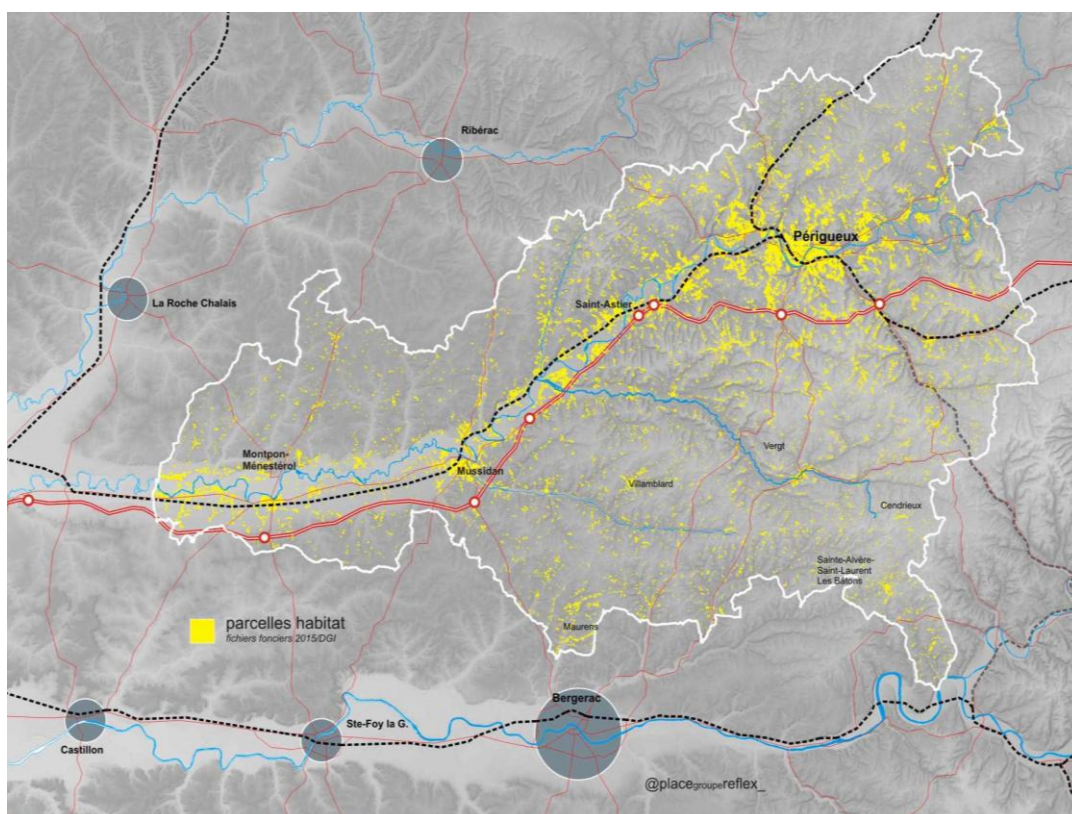 Ribérac
Périgueux
La Roche Chalais
Saint-Astier
Montpon-
Ménestérol
Mussidan
Vergt
Villamblard
Cendrieux
Sainte-Alvère-
Saint-Laurent
Les Bâtons
parcelles habitat
fichiers fonciers 2015/DGI
Maurens
Bergerac
Ste-Foy la G.
Castillon
@placegroupereflex_